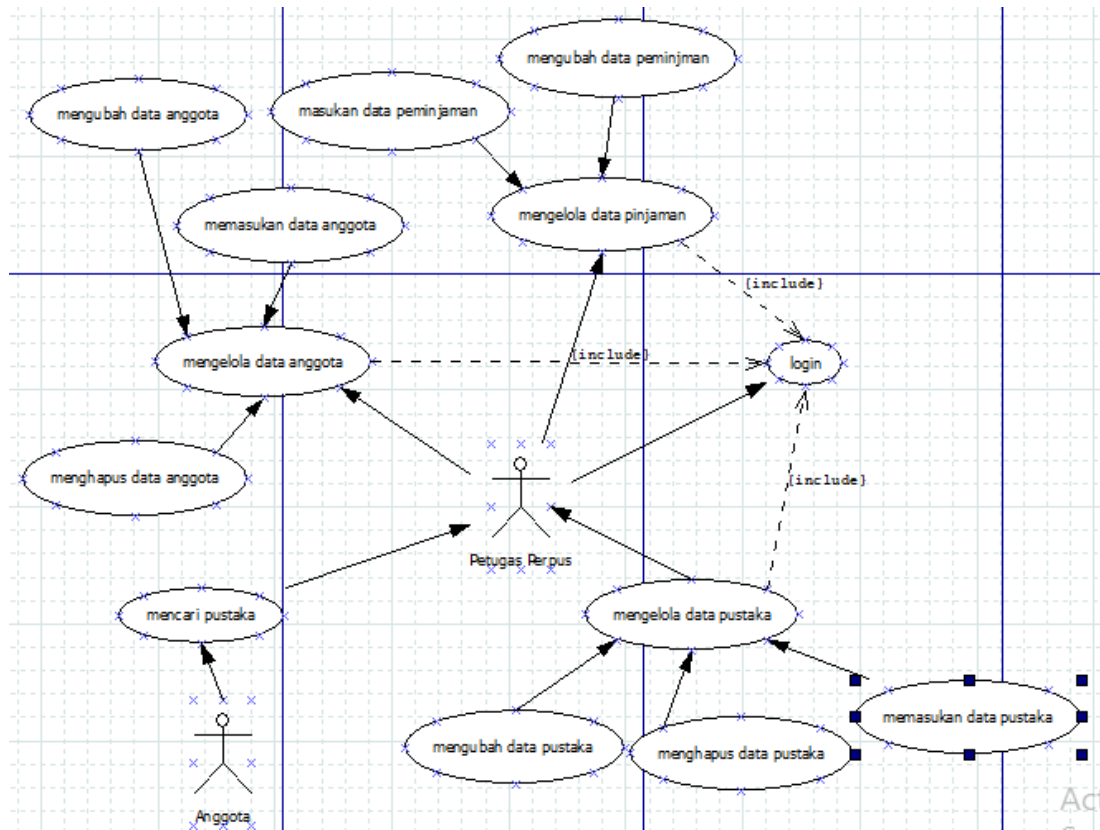 mengubah data peminjman
mengubah data anggota
masukan data peminjaman
memasukan data anggota
mengelola data pinjaman
{include}
mengelola data anggota
{include}
login
menghapus data anggota
{include}
Petugas Perpus
mencari pustaka
mengelola data pustaka
memasukan data pustaka
mengubah data pustaka
menghapus data pustaka
Anggota